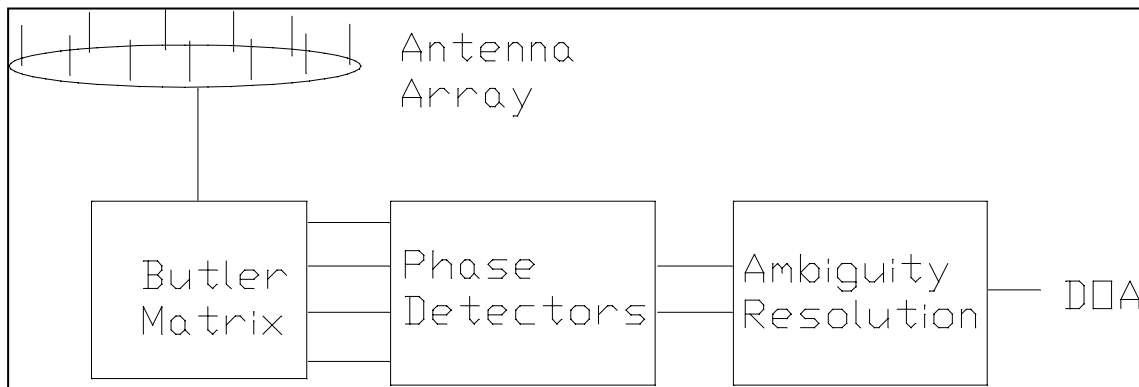 Antenna
Array
Butler
Matrix
Phase
Detectors
Ambiguity
Resolution
DOA